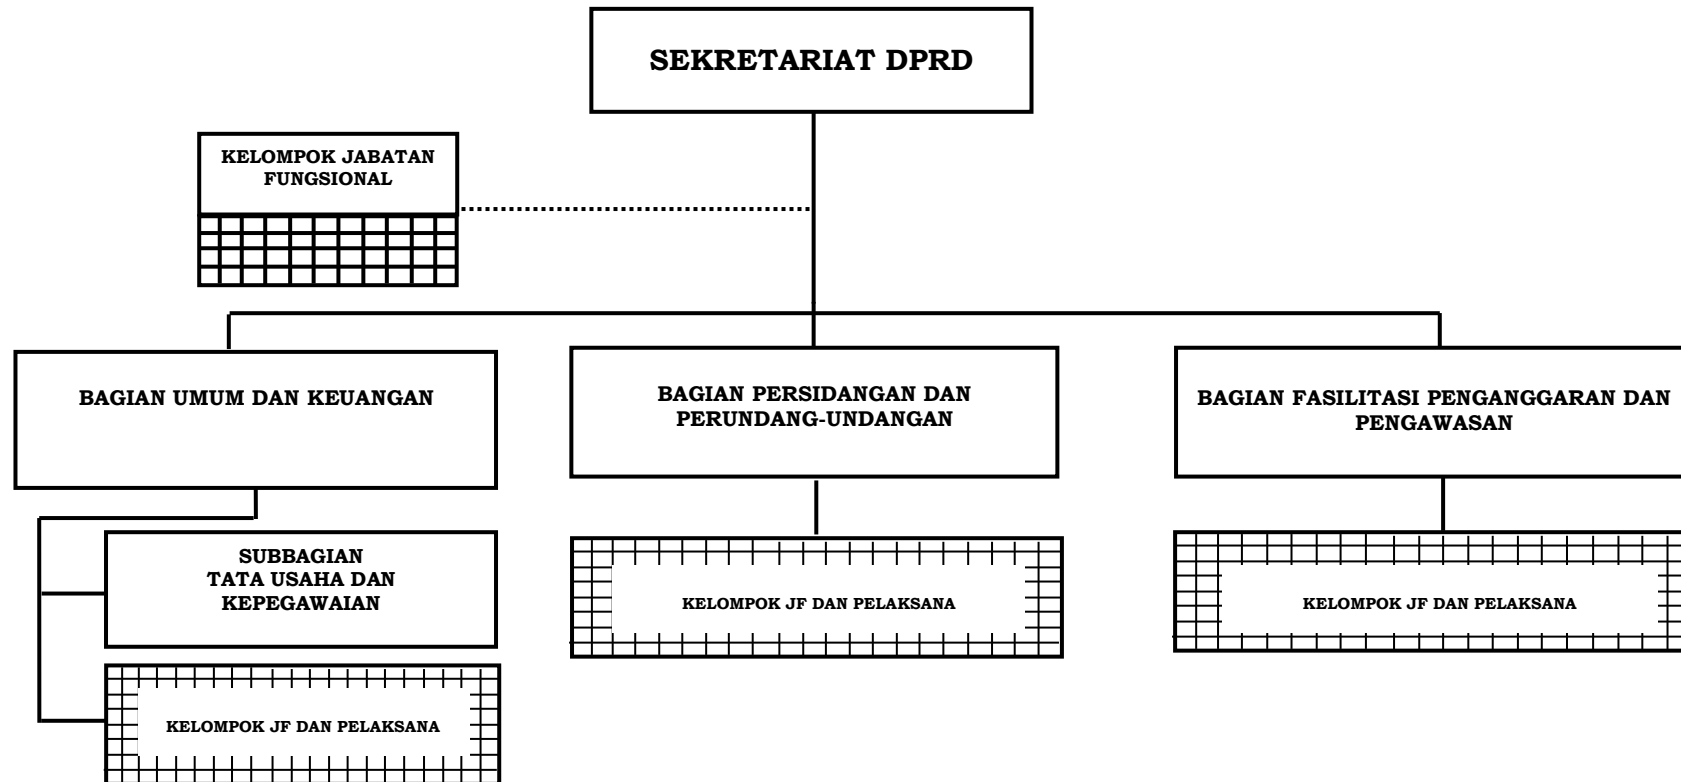 SEKRETARIAT DPRD
KELOMPOK JABATAN
FUNGSIONAL
BAGIAN UMUM DAN KEUANGAN
BAGIAN PERSIDANGAN DAN
PERUNDANG-UNDANGAN
BAGIAN FASILITASI PENGANGGARAN DAN
PENGAWASAN
SUBBAGIAN
TATA USAHA DAN
KEPEGAWAIAN
KELOMPOK JF DAN PELAKSANA
KELOMPOK JF DAN PELAKSANA
KELOMPOK JF DAN PELAKSANA